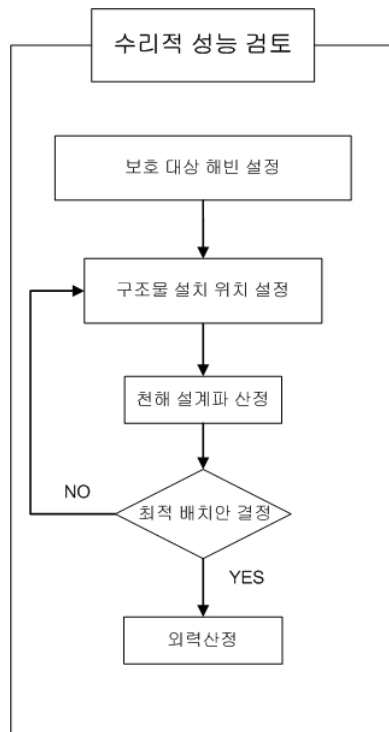 수리적 성능 검토
보호 대상 해빈 설정
구조물 설치 위치 설정
천해 설계파 산정
NO
최적 배치안 결정
YES
외력산정